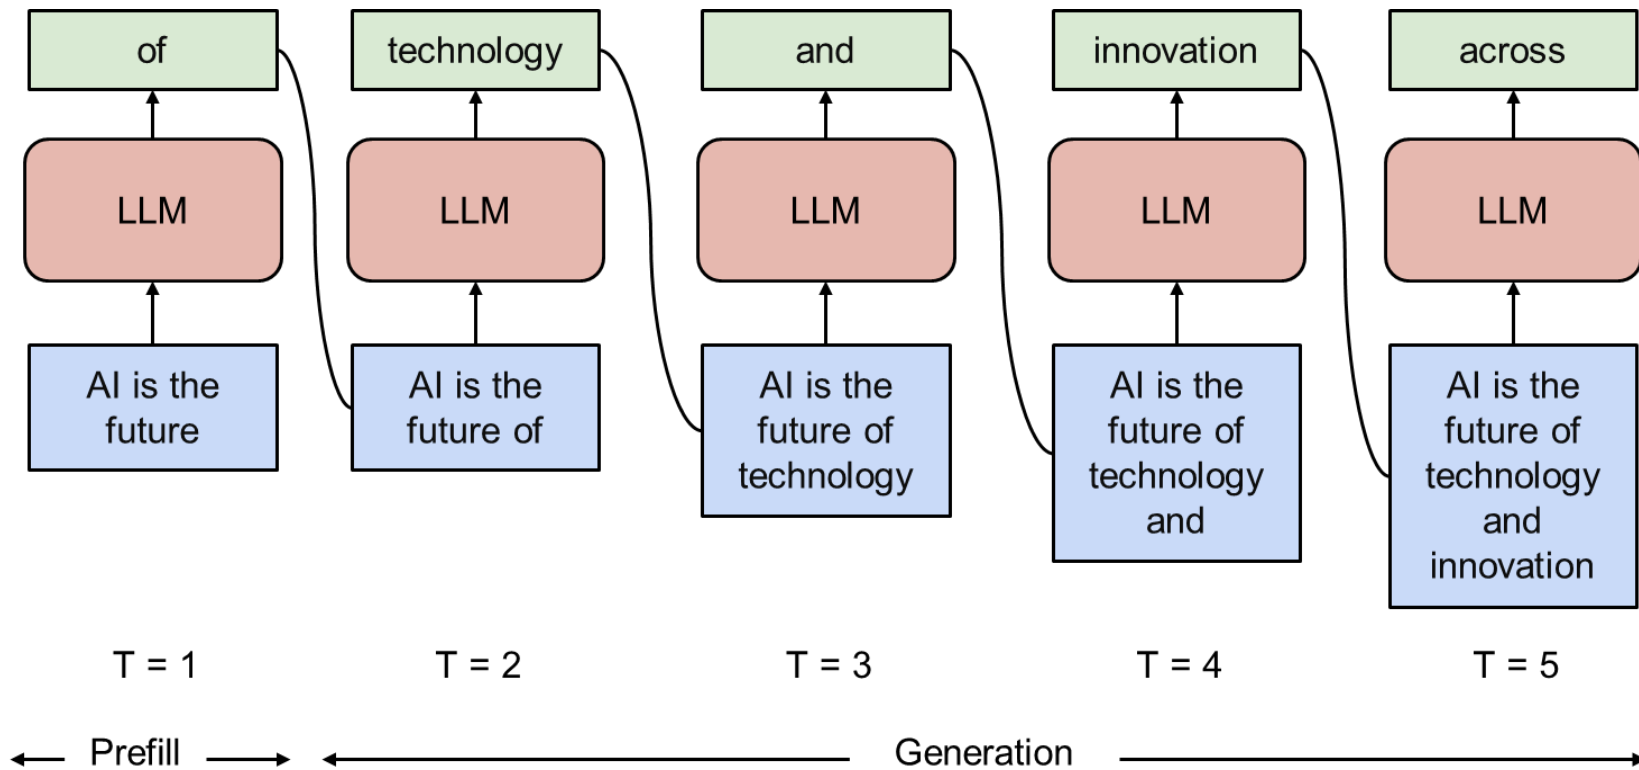 of
technology
and
innovation
across
LLM
LLM
LLM
LLM
LLM
AI is the
future
AI is the
future of
AI is the
future of
technology
AI is the
future of
technology
and
AI is the
future of
technology
and
innovation
T = 1
T = 2
T = 3
T = 4
T = 5
Prefill
Generation